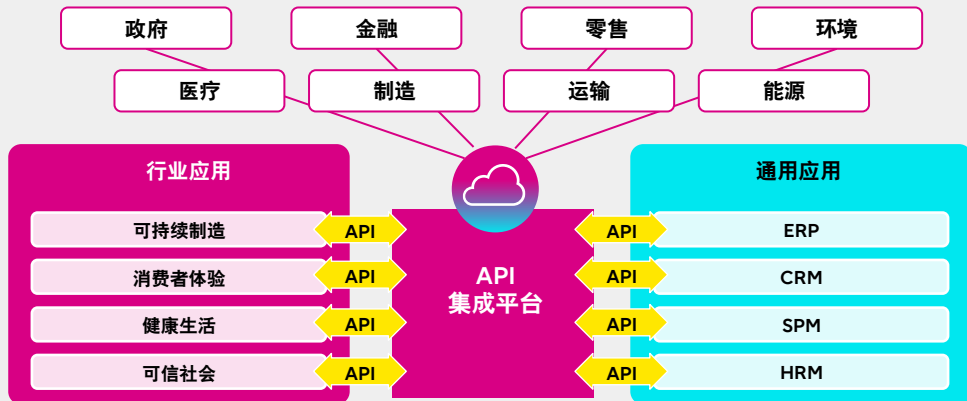 政府
金融
零售
环境
医疗
制造
运输
能源
行业应用
可持续制造
消费者体验
健康生活
可信社会
API
API
API
API
API
集成平台
API
API
API
API
通用应用
ERP
CRM
SPM
HRM